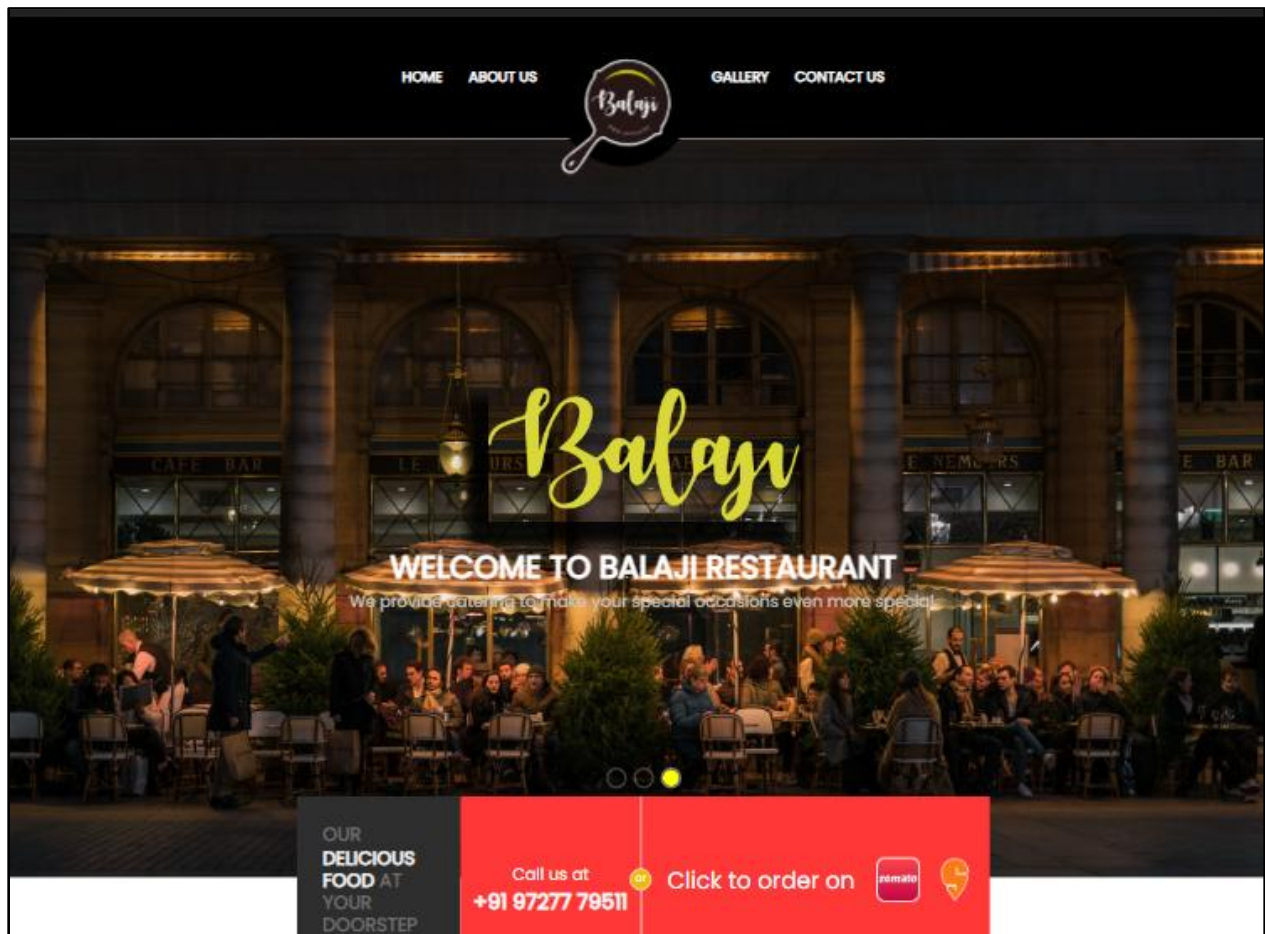 HOME ABOUT US GALLERY CONTACT US
Balaji
CAFE BAR
Balaji
E BAR
WELCOME TO BALAJI RESTAURANT
We provide catering to make your special occasions even more special.
OUR
DELICIOUS
FOOD AT
YOUR
DOORSTEP
Call us at
+91 97277 79511
or
Click to order on
zomato